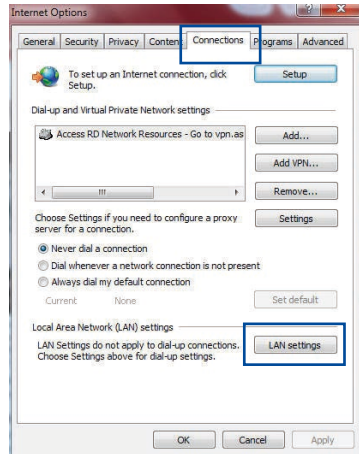 Internet Options
General Security Privacy Content Connections Programs Advanced
To set up an Internet connection, click
Setup.
Setup
Dial-up and Virtual Private Network settings
Access RD Network Resources - Go to vpn.as
Add...
Add VPN...
Remove...
Choose Settings if you need to configure a proxy
server for a connection.
Settings
Never dial a connection
Dial whenever a network connection is not present
Always dial my default connection
Current None
Set default
Local Area Network (LAN) settings
LAN Settings do not apply to dial-up connections.
Choose Settings above for dial-up settings.
LAN settings
OK Cancel Apply